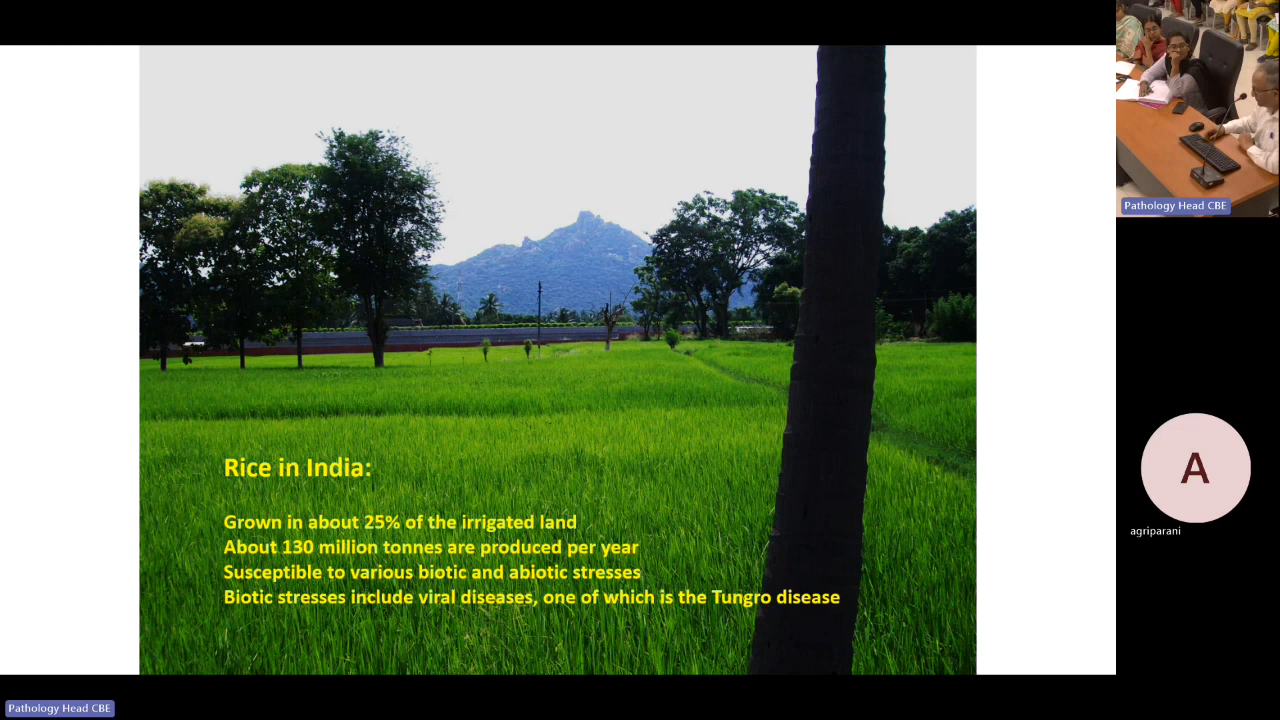 Rice in India:
Grown in about 25% of the irrigated land
About 130 million tonnes are produced per year
Susceptible to various biotic and abiotic stresses
Biotic stresses include viral diseases, one of which is the Tungro disease
Pathology Head CBE
A
agriparani
Pathology Head CBE